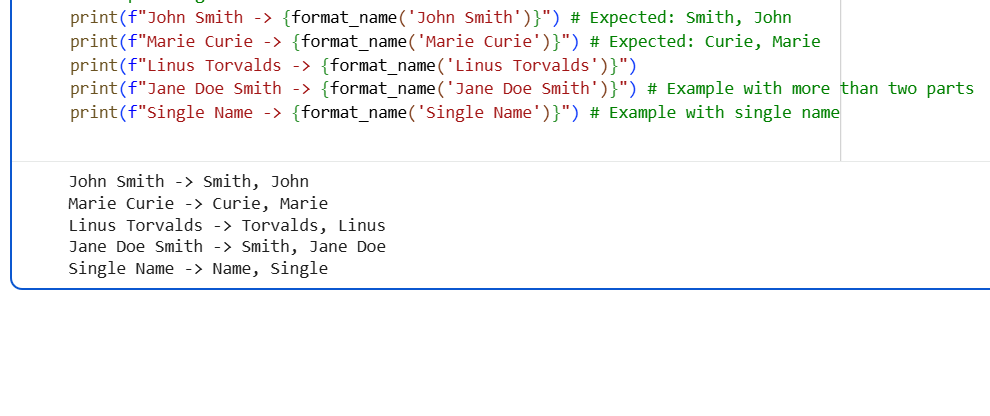 print(f"John Smith -> {format_name('John Smith')}") # Expected: Smith, John
print(f"Marie Curie -> {format_name('Marie Curie')}") # Expected: Curie, Marie
print(f"Linus Torvalds -> {format_name('Linus Torvalds')}")
print(f"Jane Doe Smith -> {format_name('Jane Doe Smith')}") # Example with more than two parts
print(f"Single Name -> {format_name('Single Name')}") # Example with single name
John Smith -> Smith, John
Marie Curie -> Curie, Marie
Linus Torvalds -> Torvalds, Linus
Jane Doe Smith -> Smith, Jane Doe
Single Name -> Name, Single